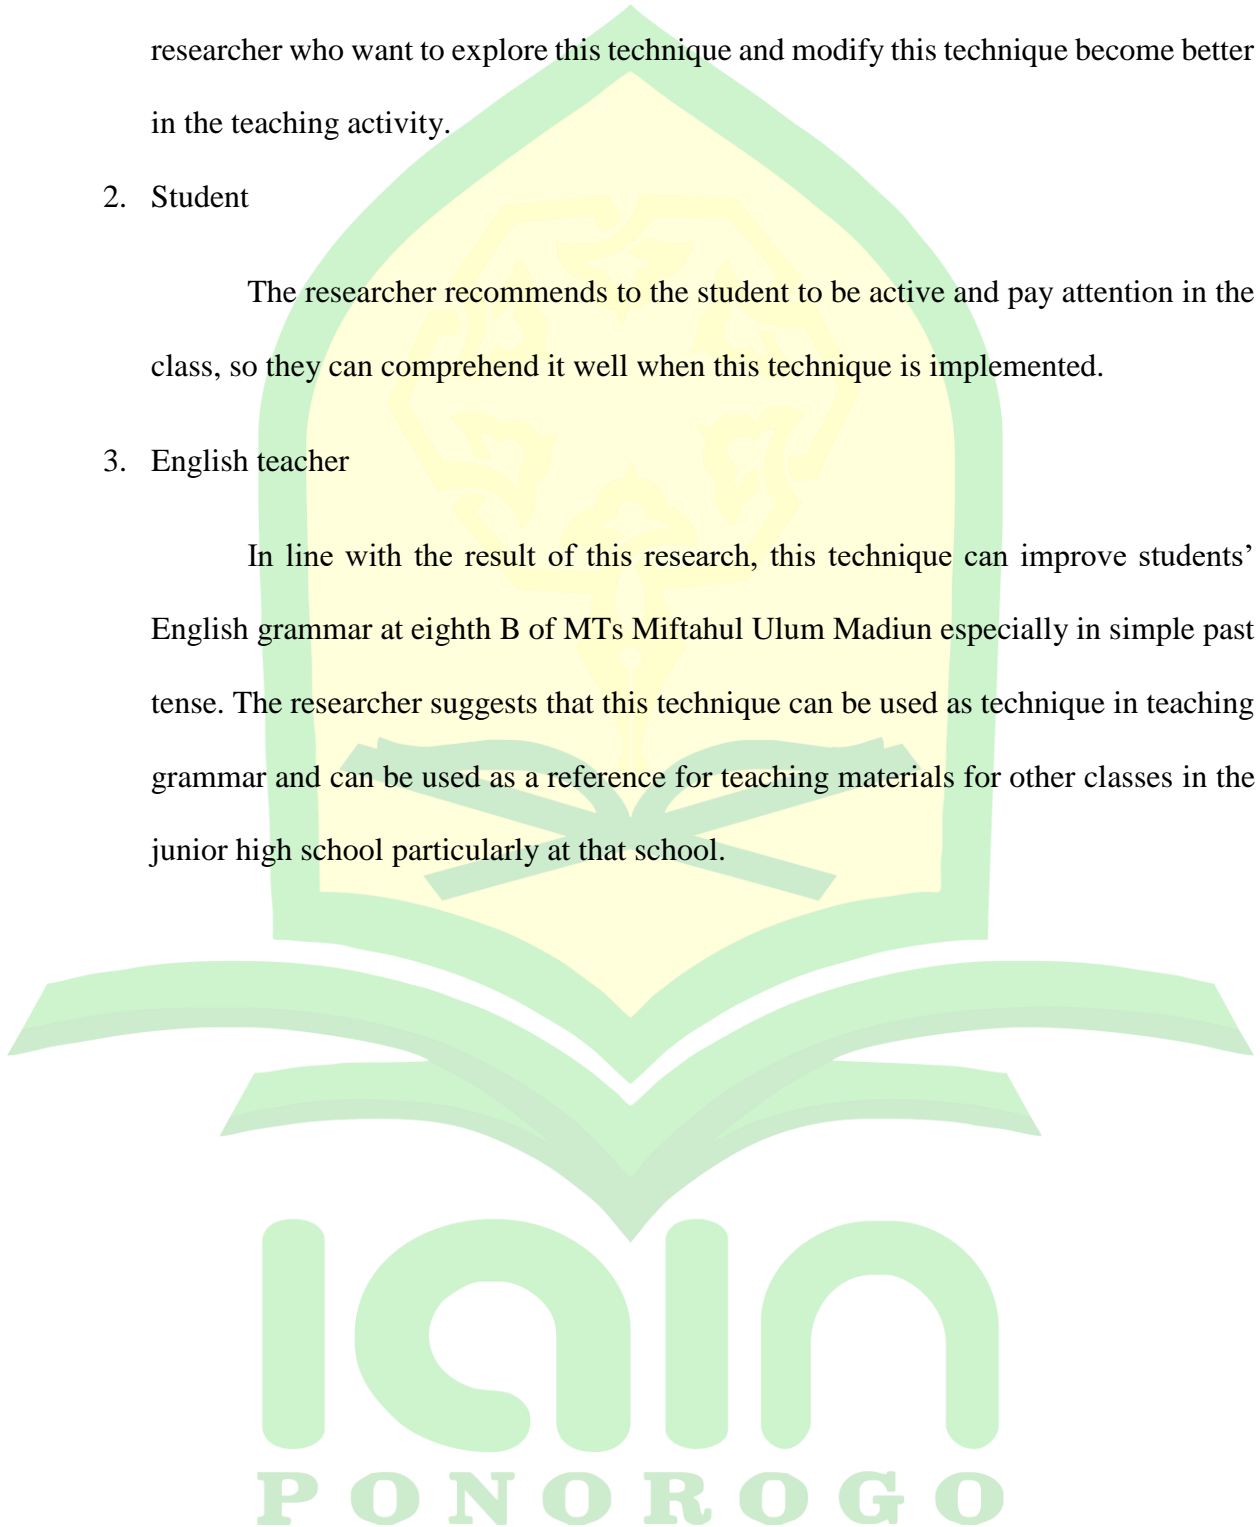 researcher who want to explore this technique and modify this technique become better
in the teaching activity.
2. Student
The researcher recommends to the student to be active and pay attention in the
class, so they can comprehend it well when this technique is implemented.
3. English teacher
In line with the result of this research, this technique can improve students’
English grammar at eighth B of MTs Miftahul Ulum Madiun especially in simple past
tense. The researcher suggests that this technique can be used as technique in teaching
grammar and can be used as a reference for teaching materials for other classes in the
junior high school particularly at that school.
iain
PONOROGO